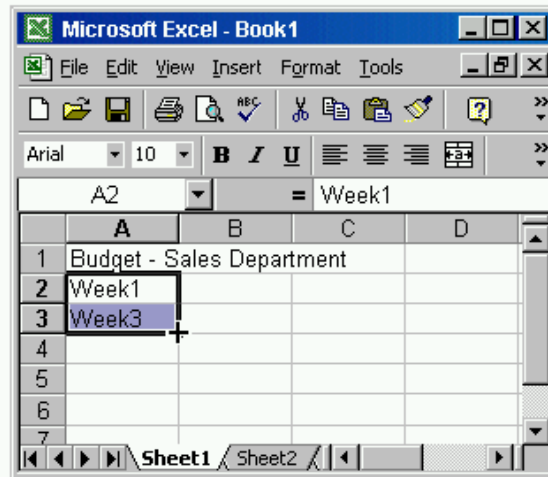 Microsoft Excel - Book1
File Edit View Insert Format Tools
ABC ?
Arial 10 B I U a
A2 = Week1
A B C D
1 Budget - Sales Department
2 Week1
3 Week3
4
5
6
7
Sheet1 Sheet2